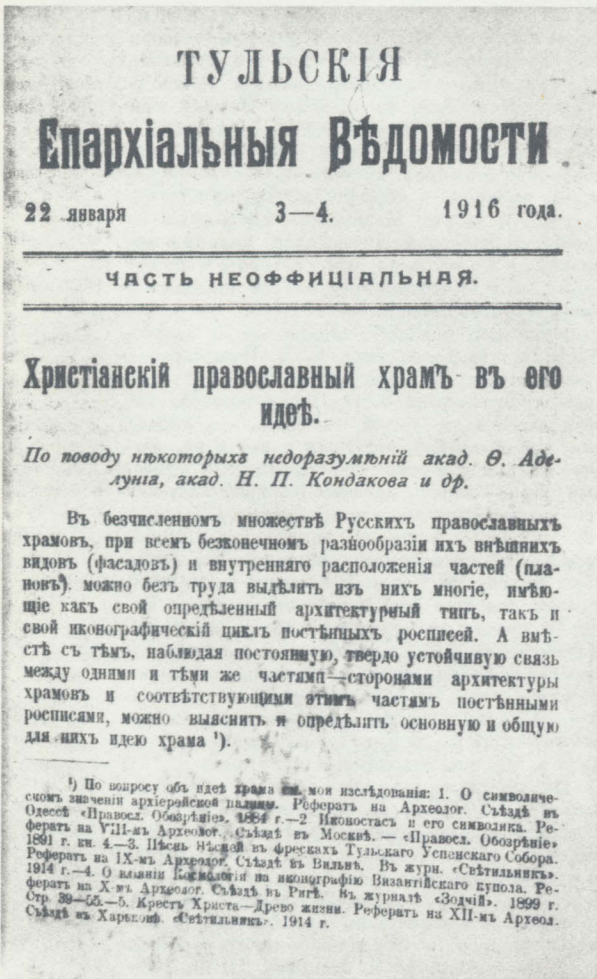 ТУЛЬСКІЯ
Епархіальныя Вѣдомости
22 января 3—4. 1916 года.
ЧАСТЬ НЕОФФИЦІАЛЬНАЯ.
Христіанскій православный храмъ въ его
идеѣ.
По поводу нѣкоторыхъ недоразумѣній акад. Ѳ. Аде-
лунга, акад. Н. П. Кондакова и др.
Въ безчисленномъ множествѣ Русскихъ православныхъ
храмовъ, при всемъ безконечномъ разнообразіи ихъ внѣшнихъ
видовъ (фасадовъ) и внутренняго расположенія частей (пла-
новъ). можно безъ труда выдѣлить изъ нихъ многіе, имѣю-
щіе какъ свой опредѣленный архитектурный типъ, такъ и
свой иконографическій циклъ постѣнныхъ росписей. А вмѣ-
стѣ съ тѣмъ, наблюдая постоянную, твердо устойчивую связь
между одними и тѣми же частями—сторонами архитектуры
храмовъ и соотвѣтствующими этимъ частямъ постѣнными
росписями, можно выяснить и опредѣлить основную и общую
для нихъ идею храма ¹).
¹) По вопросу объ идеѣ храма см. мои изслѣдованія: 1. О символиче-
скомъ значеніи архіерейской Рефератъ на Археолог. Съѣздѣ въ
Одессѣ «Правосл. Обозрѣніе». 1884 г.—2 Иконостасъ и его символика. Ре-
фератъ на VIII-мъ Археолог. Съѣздѣ въ Москвѣ. — «Правосл. Обозрѣніе»
1891 г. кн. 4.—3. Пѣснь Пѣсней въ фрескахъ Тульскаго Успенскаго Собора.
Рефератъ на IX-мъ Археолог. Съѣздѣ въ Вильнѣ. Въ журн. «Свѣтильникъ».
1914 г.—4. О вліяніи Космологіи на иконографію Византійскаго купола. Ре-
фератъ на X-мъ Археолог. Съѣздѣ въ Ригѣ. Въ журналѣ «Зодчій». 1899 г.
Стр. 39—55.—5. Крестъ Христа—Древо жизни. Рефератъ на XII-мъ Археол.
Съѣздѣ въ Харьковѣ. «Свѣтильникъ». 1914 г.